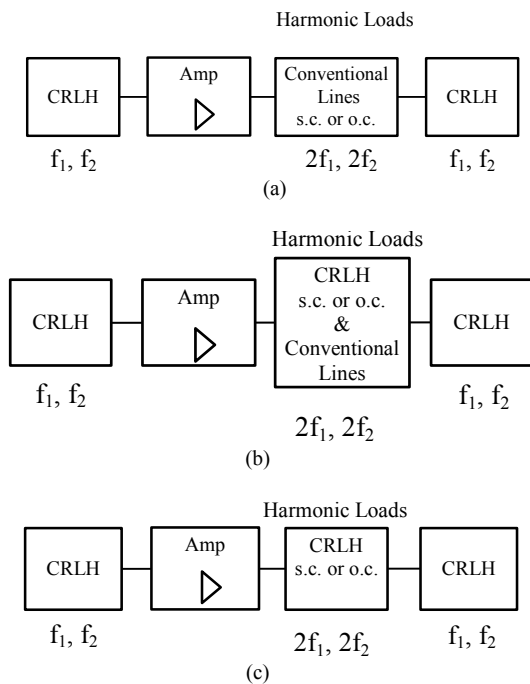 Harmonic Loads
CRLH
Amp
Conventional
Lines
s.c. or o.c.
CRLH
f₁, f₂
2f₁, 2f₂
f₁, f₂
(a)
Harmonic Loads
CRLH
Amp
CRLH
s.c. or o.c.
&
Conventional
Lines
CRLH
f₁, f₂
2f₁, 2f₂
f₁, f₂
(b)
Harmonic Loads
CRLH
Amp
CRLH
s.c. or o.c.
CRLH
f₁, f₂
2f₁, 2f₂
f₁, f₂
(c)